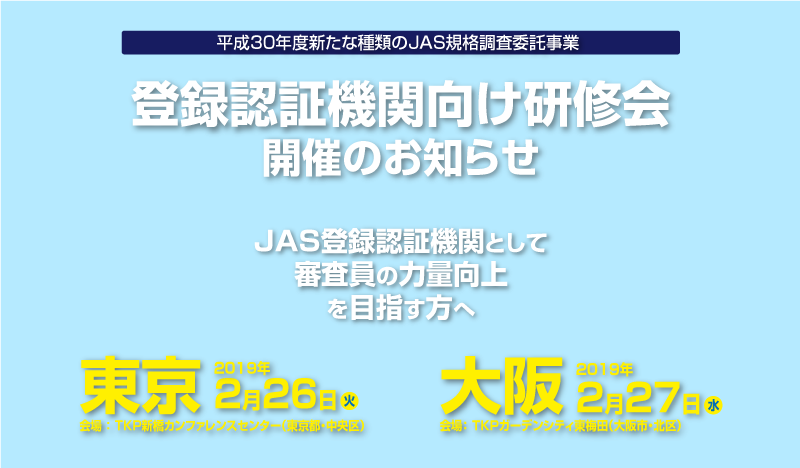 平成30年度新たな種類のJAS規格調査委託事業
登録認証機関向け研修会
開催のお知らせ
JAS登録認証機関として
審査員の力量向上
を目指す方へ
東京 2019年
2月26日 火
会場：TKP新橋カンファレンスセンター（東京都・中央区）
大阪 2019年
2月27日 水
会場：TKPガーデンシティ東梅田（大阪市・北区）